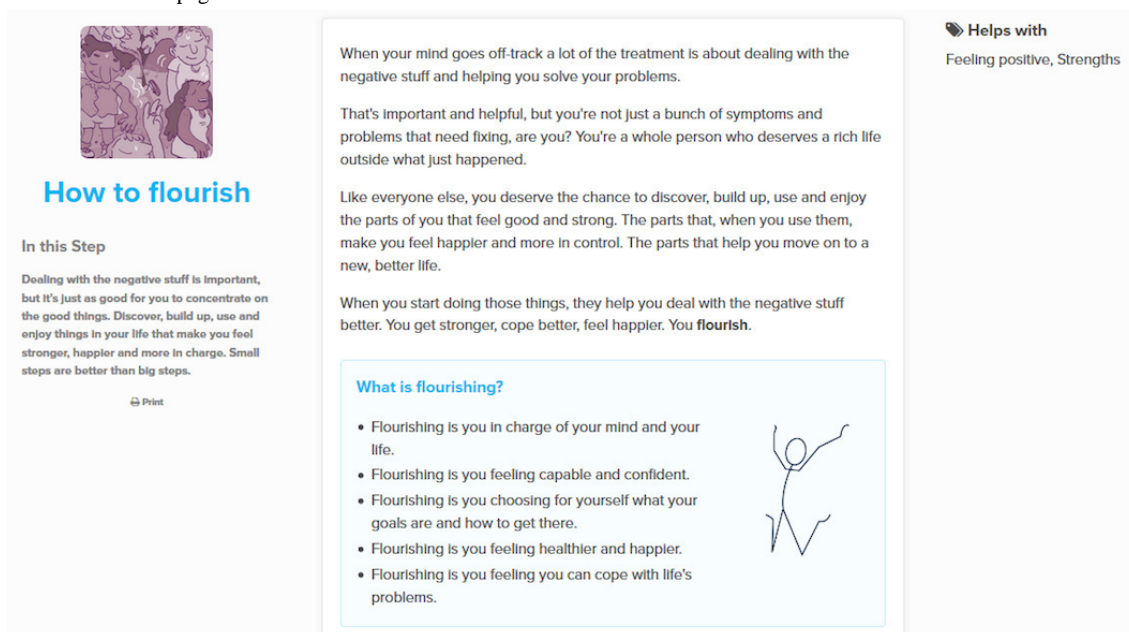 How to flourish
In this Step
Dealing with the negative stuff is important,
but it's just as good for you to concentrate on
the good things. Discover, build up, use and
enjoy things in your life that make you feel
stronger, happier and more in charge. Small
steps are better than big steps.
Print
When your mind goes off-track a lot of the treatment is about dealing with the
negative stuff and helping you solve your problems.
That's important and helpful, but you're not just a bunch of symptoms and
problems that need fixing, are you? You're a whole person who deserves a rich life
outside what just happened.
Like everyone else, you deserve the chance to discover, build up, use and enjoy
the parts of you that feel good and strong. The parts that, when you use them,
make you feel happier and more in control. The parts that help you move on to a
new, better life.
When you start doing those things, they help you deal with the negative stuff
better. You get stronger, cope better, feel happier. You flourish.
What is flourishing?
• Flourishing is you in charge of your mind and your
life.
• Flourishing is you feeling capable and confident.
• Flourishing is you choosing for yourself what your
goals are and how to get there.
• Flourishing is you feeling healthier and happier.
• Flourishing is you feeling you can cope with life's
problems.
Helps with
Feeling positive, Strengths